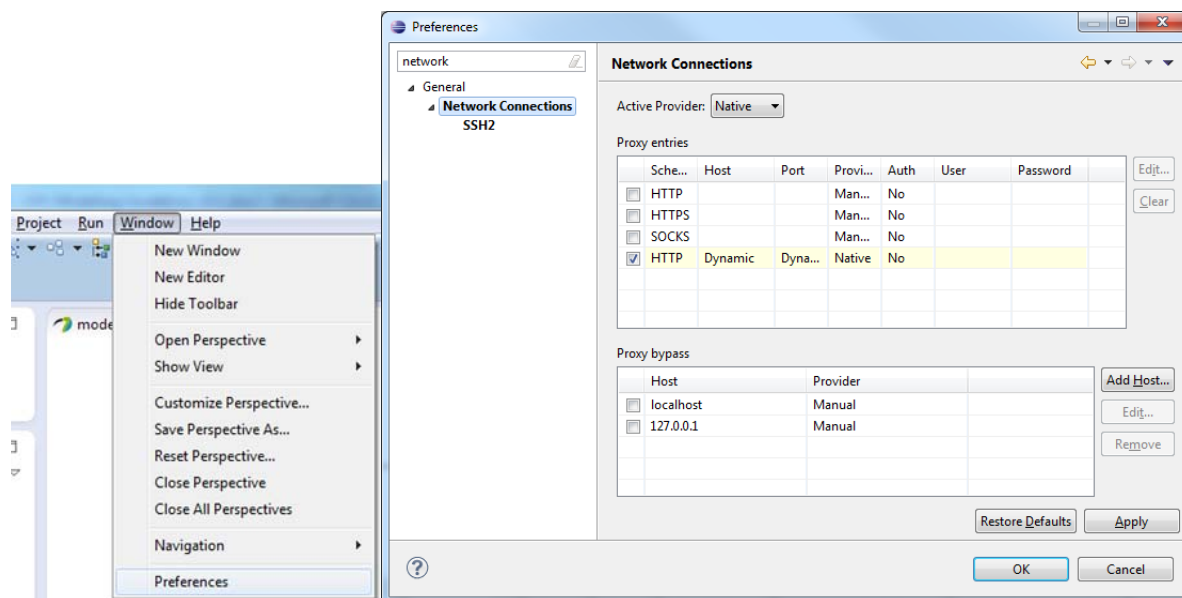 Project Run Window Help
New Window
New Editor
Hide Toolbar
mode
Open Perspective
Show View
Customize Perspective...
Save Perspective As...
Reset Perspective...
Close Perspective
Close All Perspectives
Navigation
Preferences
Preferences
network
General
Network Connections
SSH2
Network Connections
Active Provider: Native
Proxy entries
Sche... Host Port Provi... Auth User Password
HTTP Man... No
HTTPS Man... No
SOCKS Man... No
HTTP Dynamic Dyna... Native No
Edit...
Clear
Proxy bypass
Host Provider
localhost Manual
127.0.0.1 Manual
Add Host...
Edit...
Remove
Restore Defaults Apply
? OK Cancel